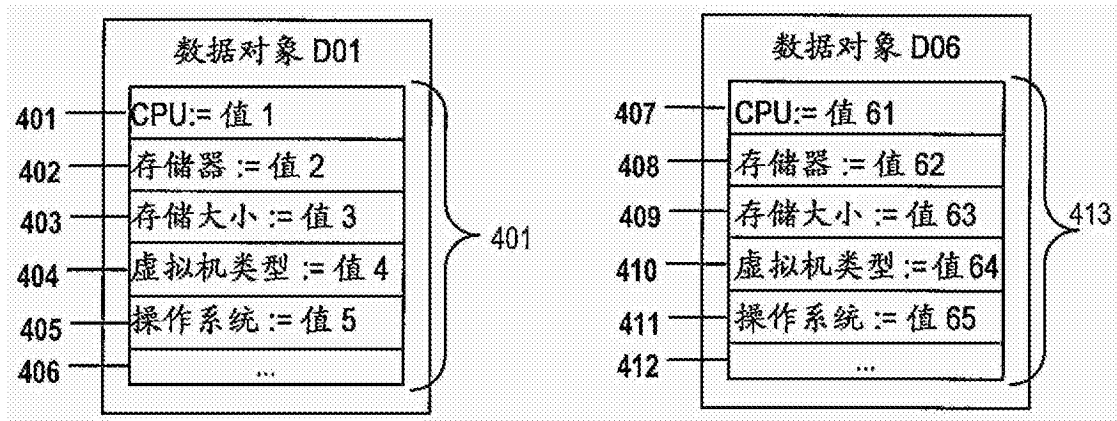 数据对象 D01
401 CPU:= 值 1
402 存储器 := 值 2
403 存储大小 := 值 3
404 虚拟机类型 := 值 4
405 操作系统 := 值 5
406 ...
401
数据对象 D06
407 CPU:= 值 61
408 存储器 := 值 62
409 存储大小 := 值 63
410 虚拟机类型 := 值 64
411 操作系统 := 值 65
412 ...
413